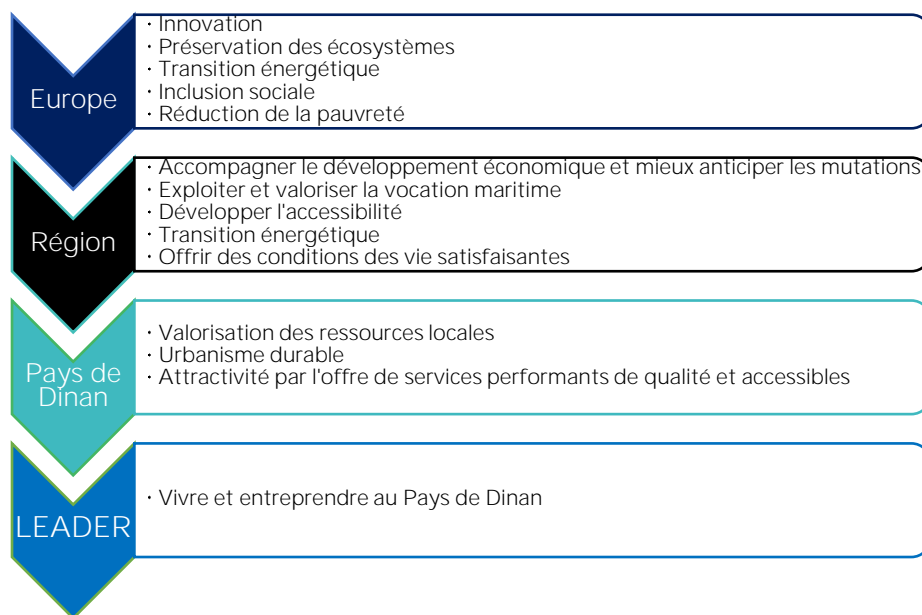 Europe
· Innovation
· Préservation des écosystèmes
· Transition énergétique
· Inclusion sociale
· Réduction de la pauvreté
Région
· Accompagner le développement économique et mieux anticiper les mutations
· Exploiter et valoriser la vocation maritime
· Développer l'accessibilité
· Transition énergétique
· Offrir des conditions des vie satisfaisantes
Pays de
Dinan
· Valorisation des ressources locales
· Urbanisme durable
· Attractivité par l'offre de services performants de qualité et accessibles
LEADER
· Vivre et entreprendre au Pays de Dinan